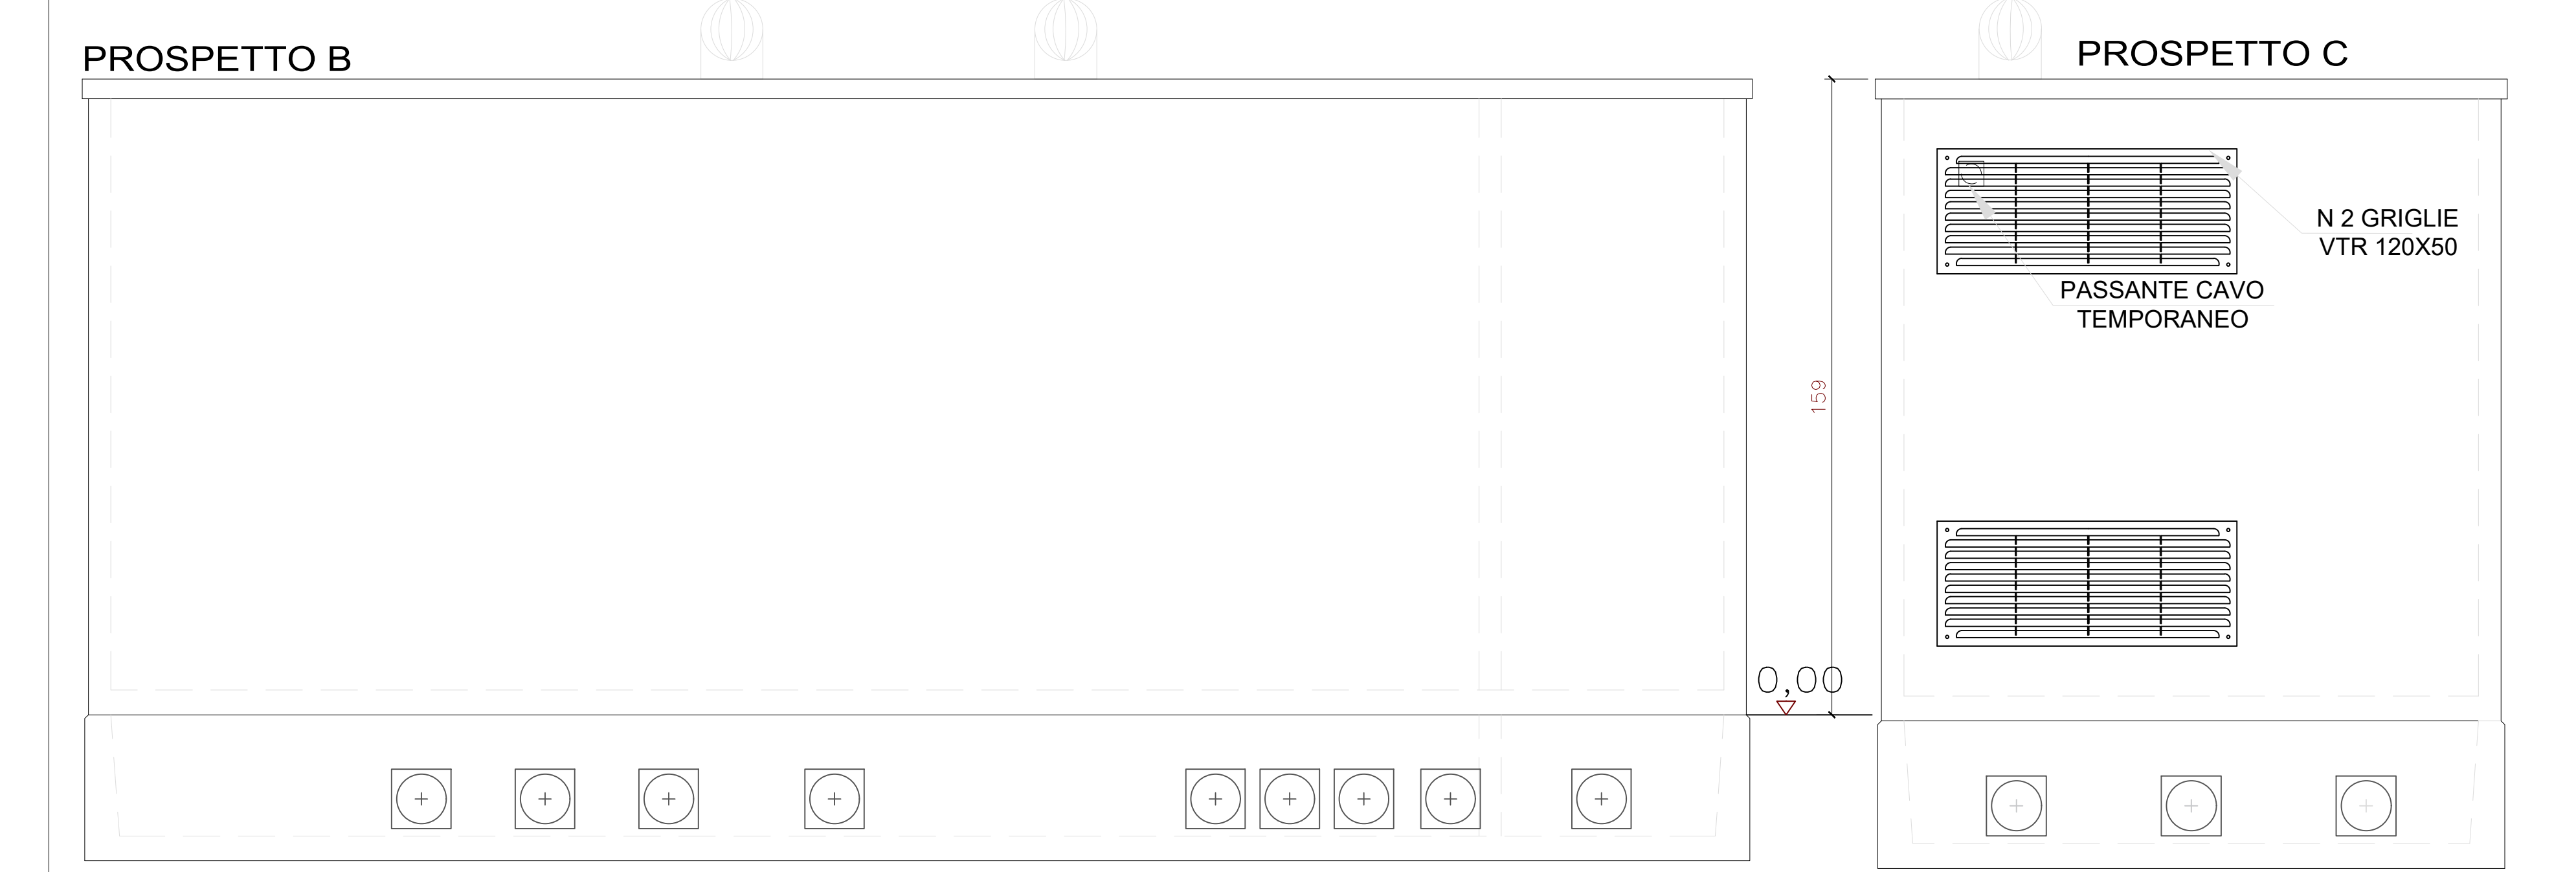 PROSPETTO B
PROSPETTO C
N 2 GRIGLIE
VTR 120X50
PASSANTE CAVO
TEMPORANEO
159
0,00